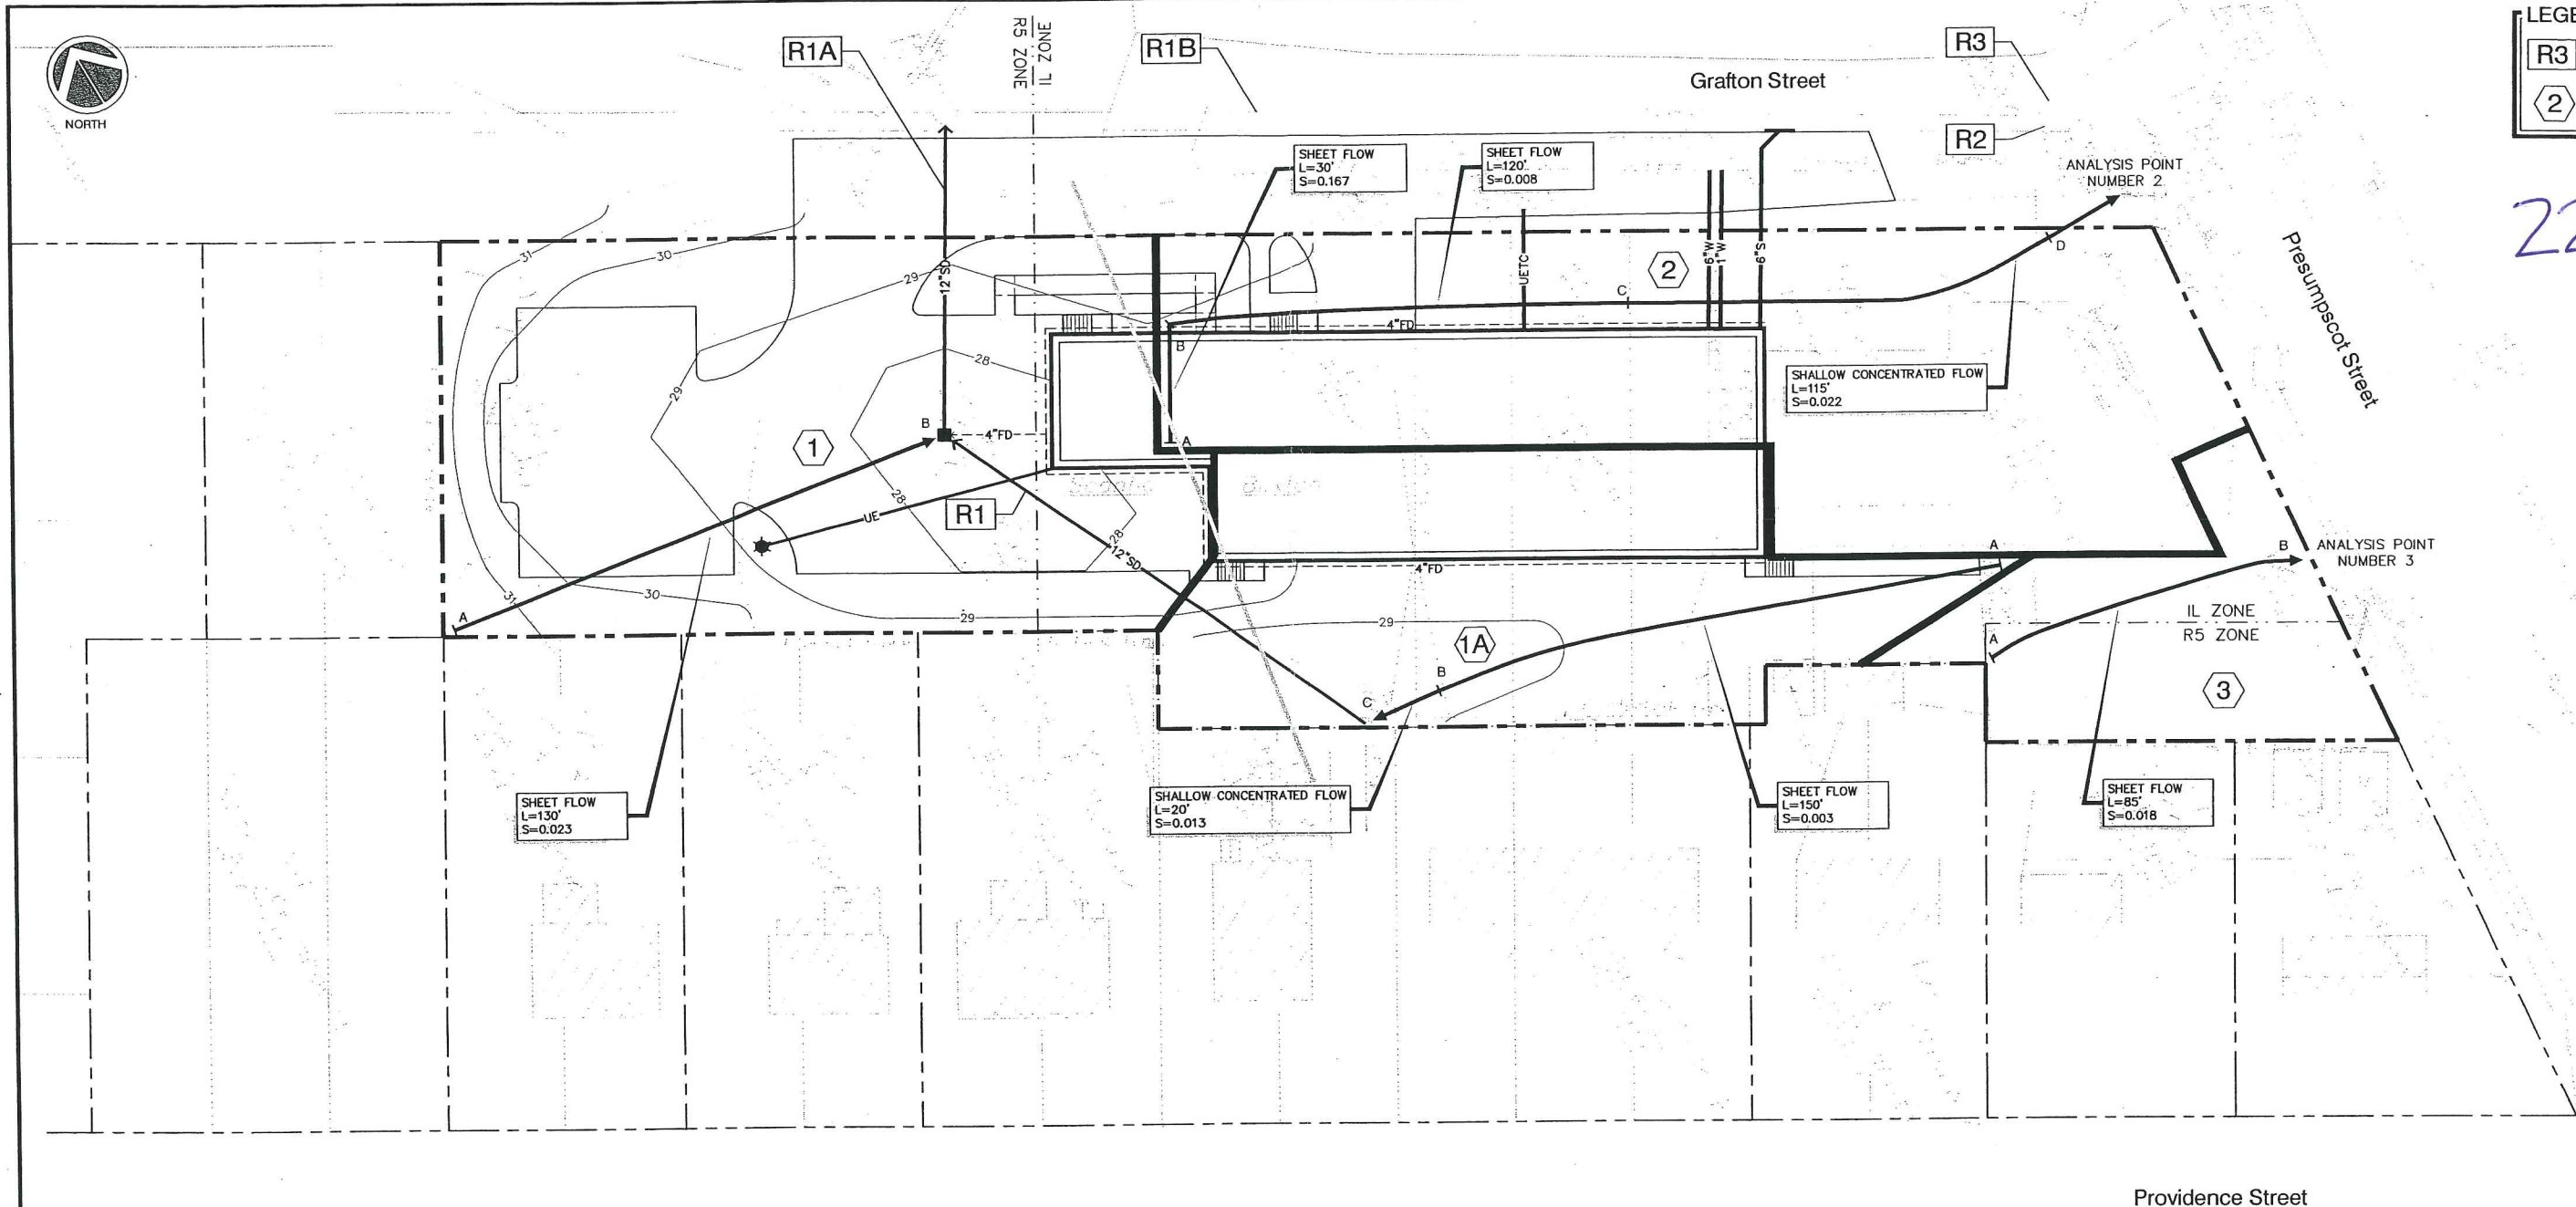 NORTH
R1A
R5 ZONE
IL ZONE
R1B
Grafton Street
R3
R2
ANALYSIS POINT
NUMBER 2
R3
2
22
SHEET FLOW
L=30'
S=0.167
SHEET FLOW
L=120'
S=0.008
Presumpscot Street
31
30
29
12"SD
UETC
6"W
1"W
6"S
2
D
C
4"FD
B
28
29
SHALLOW CONCENTRATED FLOW
L=115'
S=0.022
B
4"FD
A
1
28
R1
UE
28
12"SD
4"FD
A
B
ANALYSIS POINT
NUMBER 3
31
30
A
29
29
1A
IL ZONE
R5 ZONE
A
B
C
3
SHEET FLOW
L=130'
S=0.023
SHALLOW CONCENTRATED FLOW
L=20'
S=0.013
SHEET FLOW
L=150'
S=0.003
SHEET FLOW
L=85'
S=0.018
Providence Street